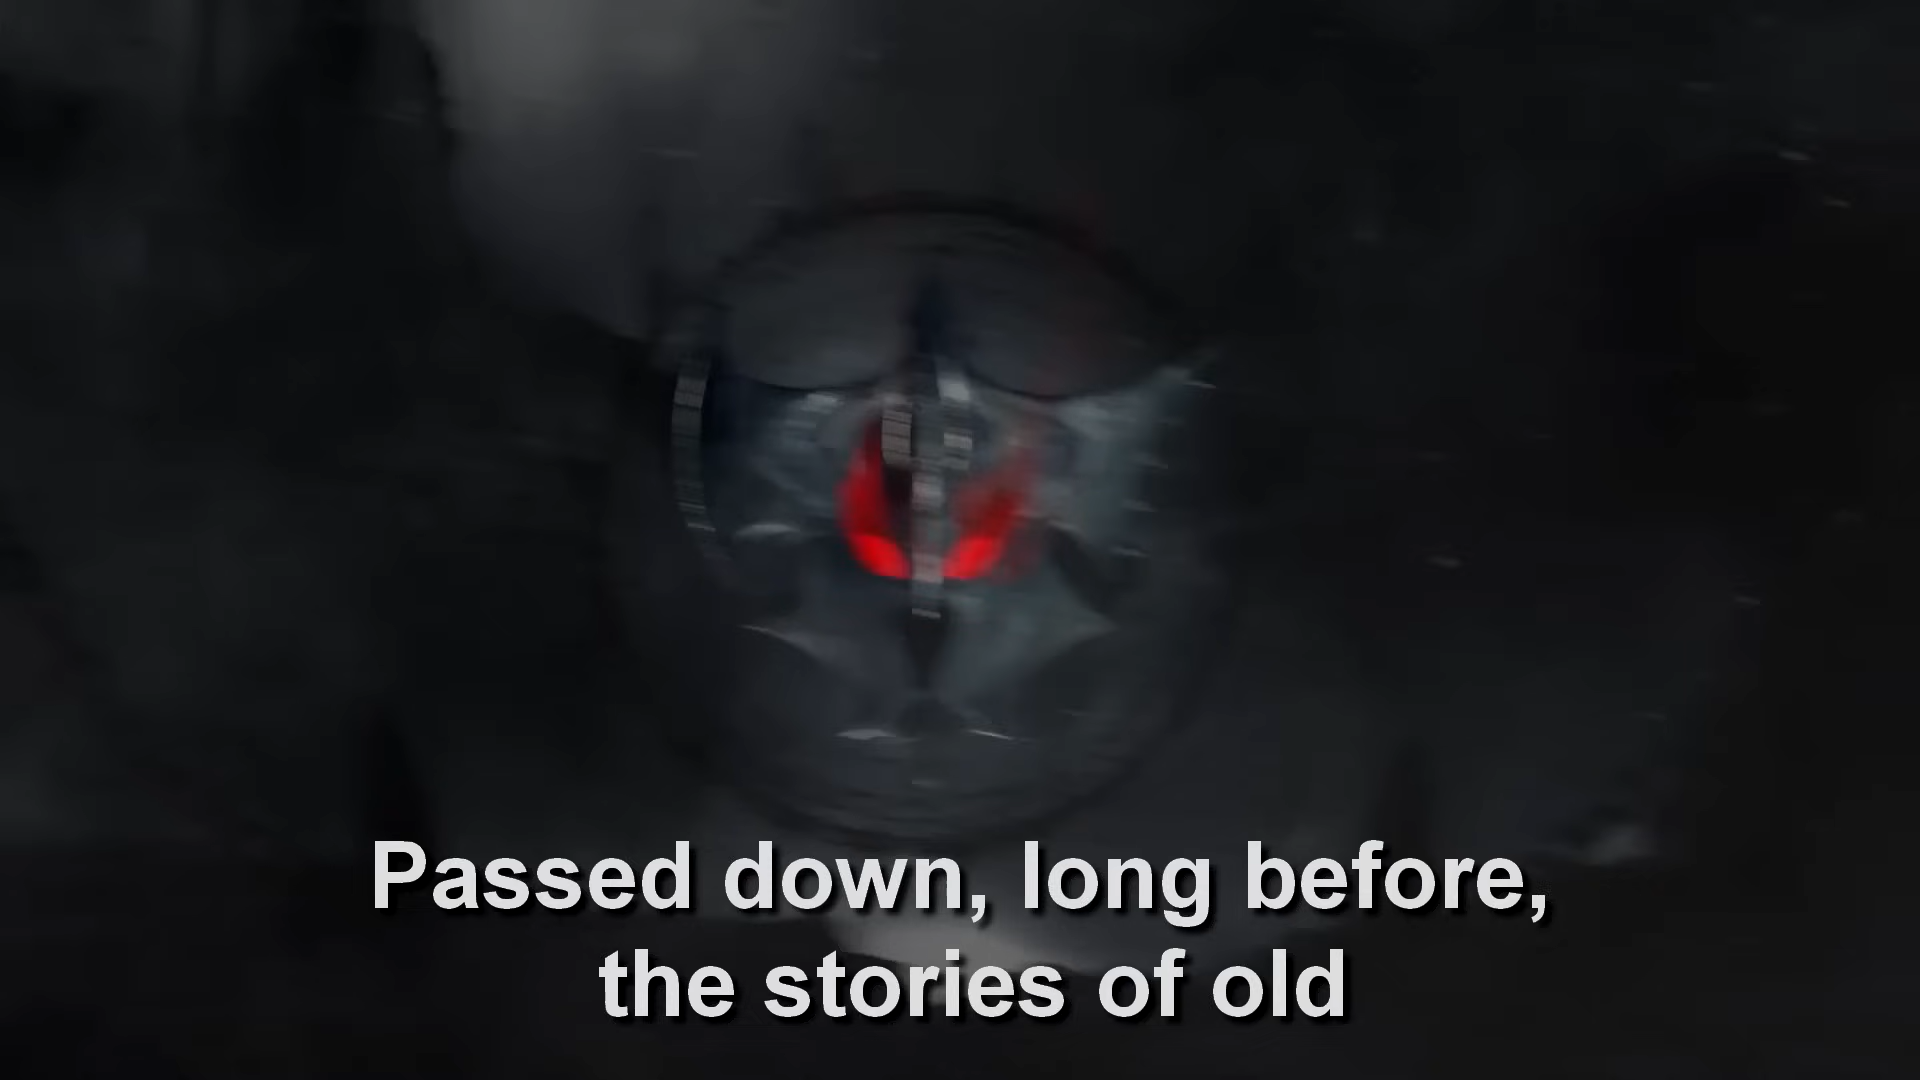 Passed down, long before,
the stories of old